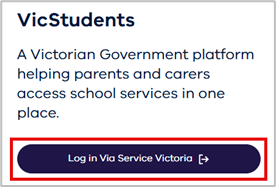 VicStudents
A Victorian Government platform
helping parents and carers
access school services in one
place.
Log in Via Service Victoria